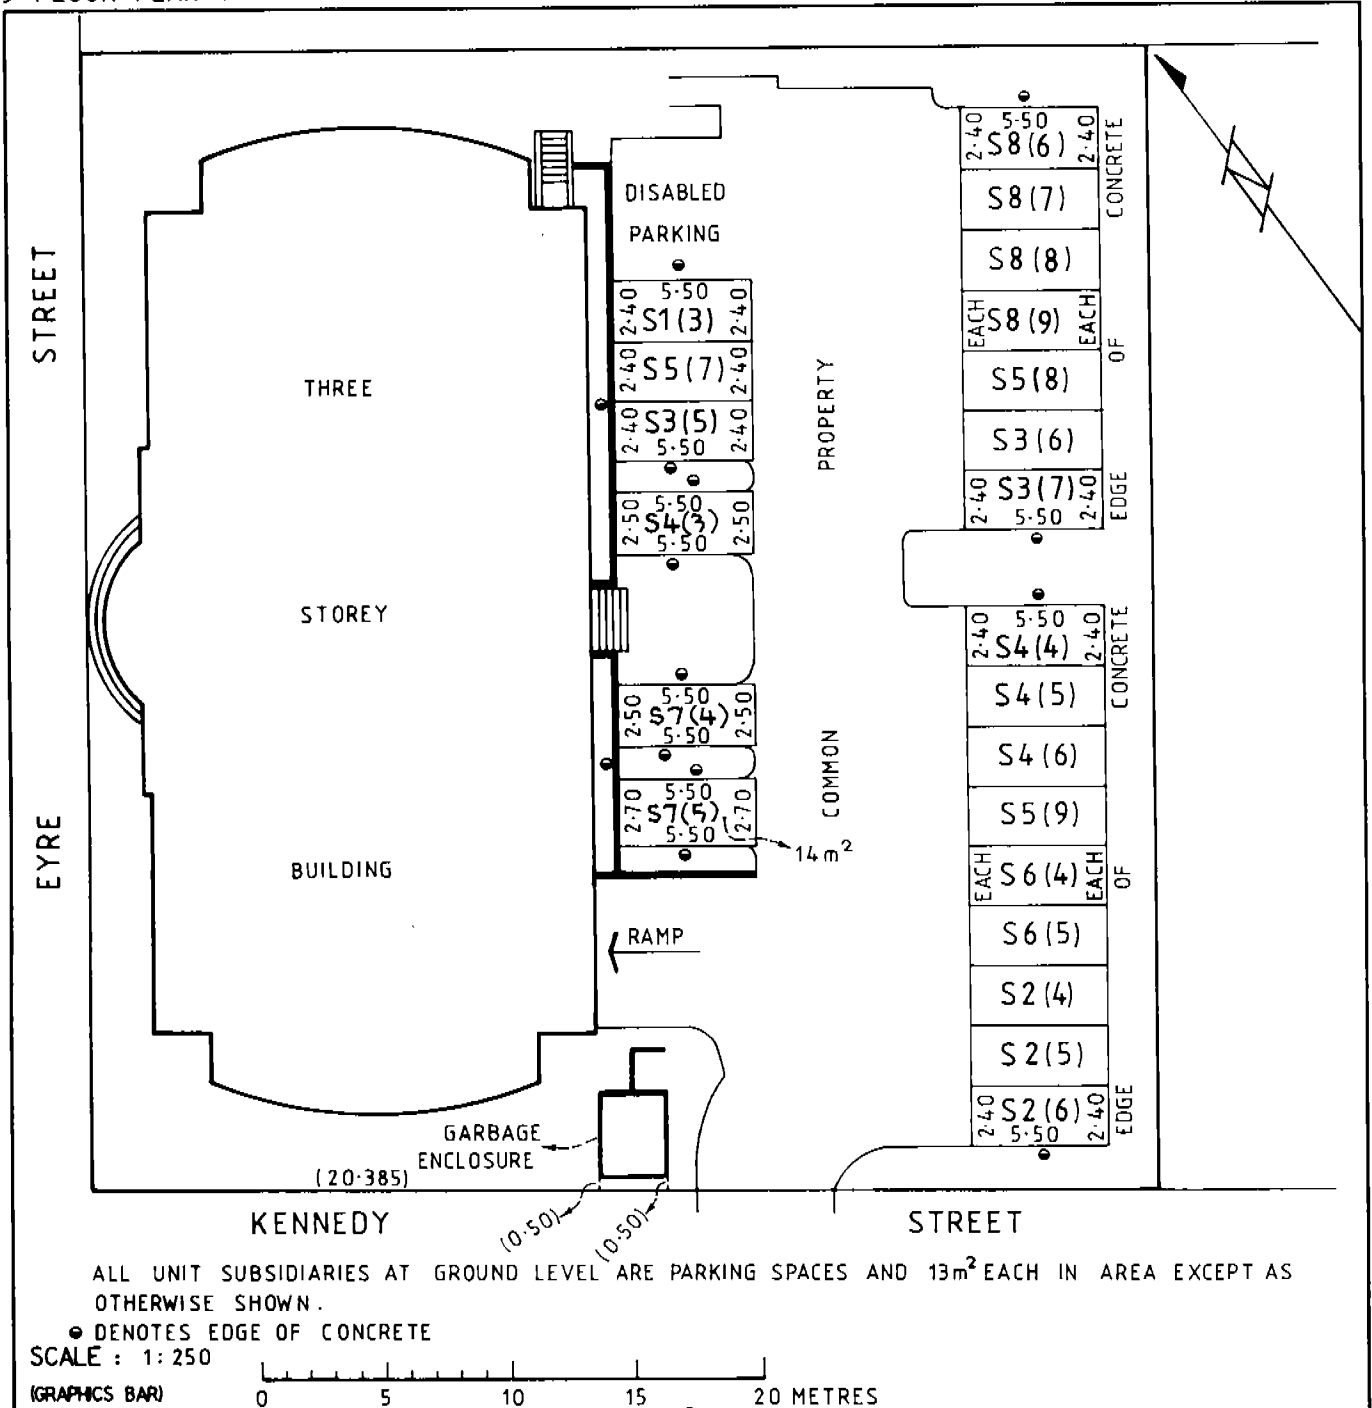 5·50
2·40 S8(6) 2·40
S8(7)
S8(8)
EACH S8(9) EACH
S5(8)
S3(6)
2·40 S3(7) 2·40
5·50
CONCRETE
OF
EDGE
DISABLED
PARKING
5·50
2·40 S1(3) 2·40
2·40 S5(7) 2·40
2·40 S3(5) 2·40
5·50
5·50
2·50 S4(3) 2·50
5·50
5·50
2·50 S7(4) 2·50
5·50
5·50
2·70 S7(5) 2·70
5·50
14m²
STREET
EYRE
THREE
STOREY
BUILDING
PROPERTY
COMMON
5·50
2·40 S4(4) 2·40
S4(5)
S4(6)
S5(9)
EACH S6(4) EACH
S6(5)
S2(4)
S2(5)
2·40 S2(6) 2·40
5·50
CONCRETE
OF
EDGE
RAMP
GARBAGE
ENCLOSURE
(20·385)
(0·50) (0·50)
KENNEDY STREET
ALL UNIT SUBSIDIARIES AT GROUND LEVEL ARE PARKING SPACES AND 13m² EACH IN AREA EXCEPT AS
OTHERWISE SHOWN.
DENOTES EDGE OF CONCRETE
SCALE : 1:250
(GRAPHICS BAR) 0 5 10 15 20 METRES